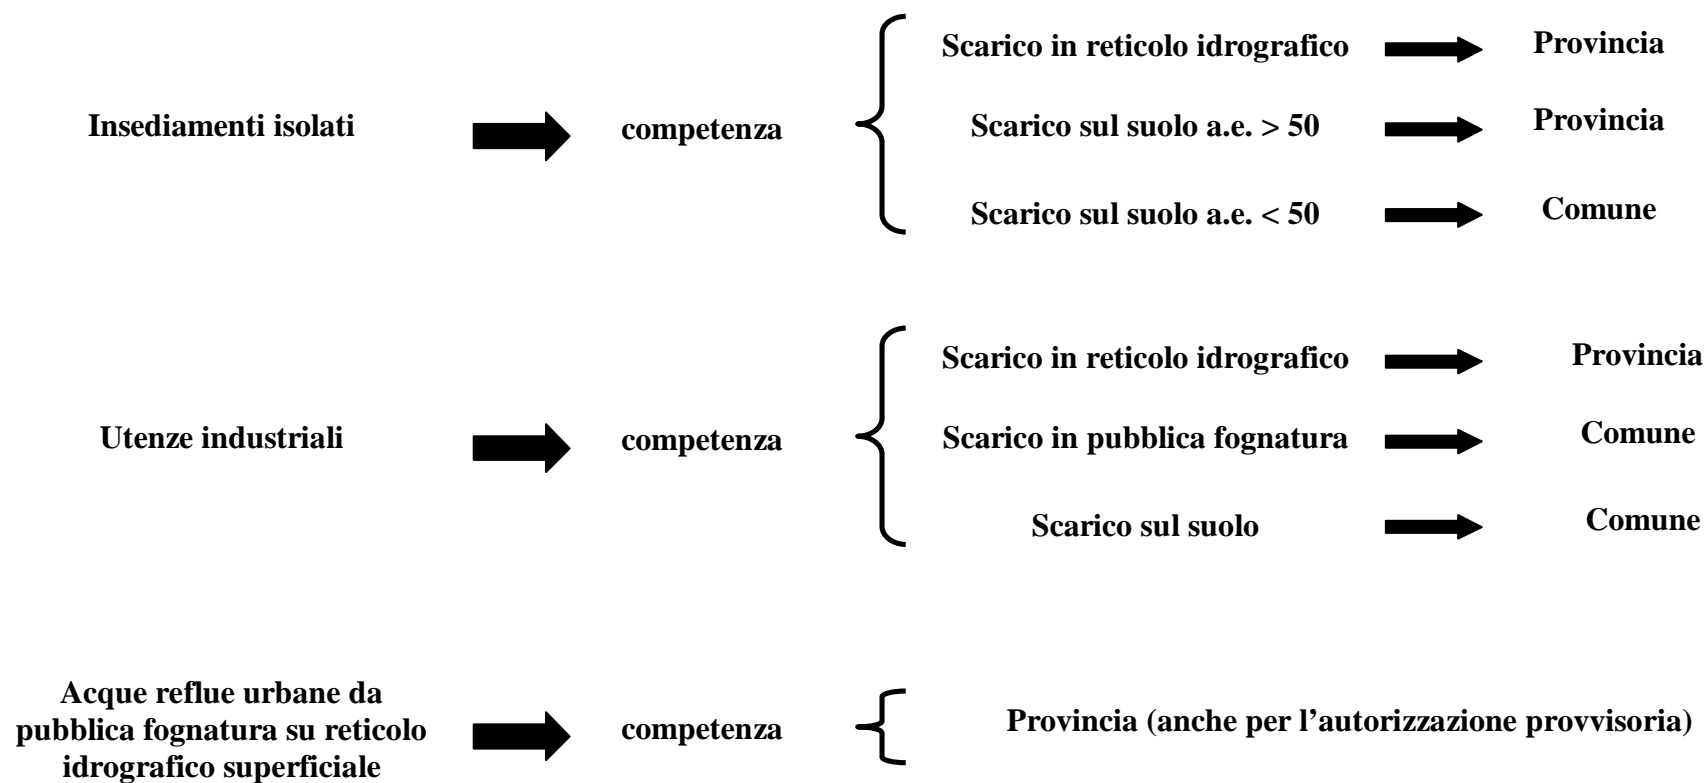 Scarico in reticolo idrografico Provincia
Insediamenti isolati competenza Scarico sul suolo a.e. > 50 Provincia
Scarico sul suolo a.e. < 50 Comune
Scarico in reticolo idrografico Provincia
Utenze industriali competenza Scarico in pubblica fognatura Comune
Scarico sul suolo Comune
Acque reflue urbane da
pubblica fognatura su reticolo competenza Provincia (anche per l’autorizzazione provvisoria)
idrografico superficiale